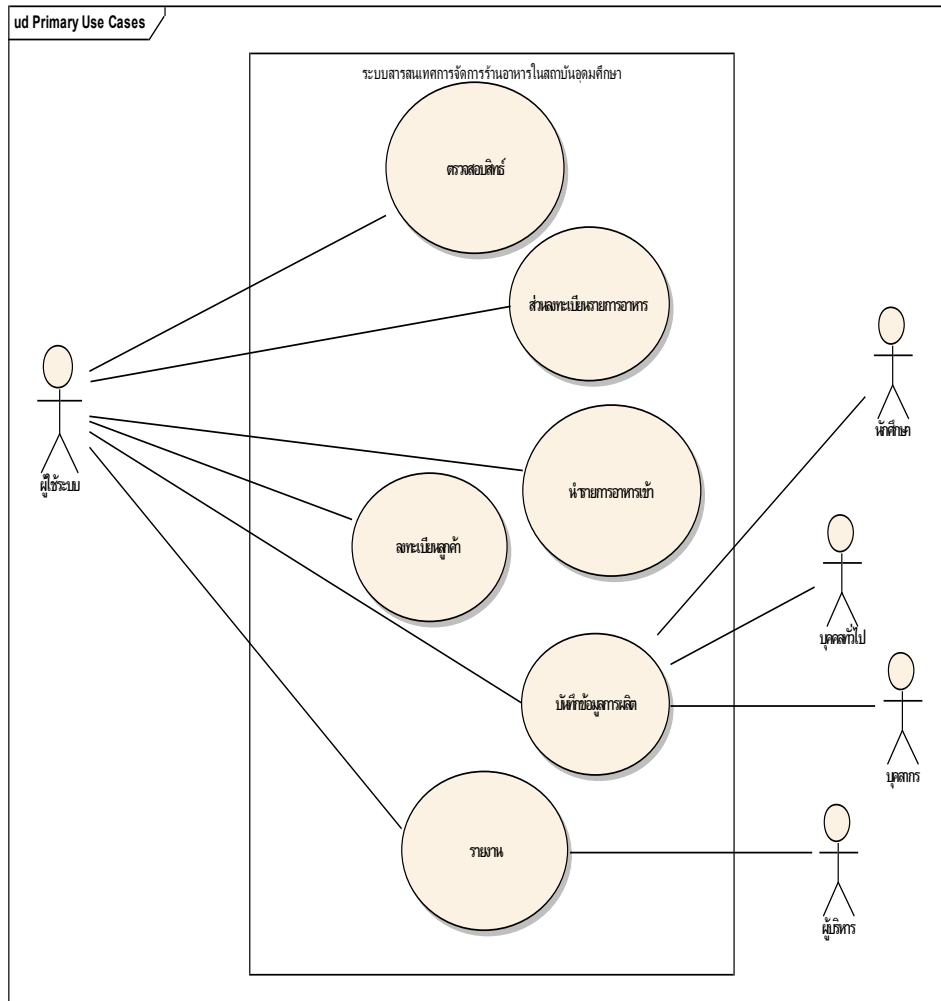 ud Primary Use Cases
ระบบสารสนเทศการจัดการร้านอาหารในสถาบันอุดมศึกษา
ตรวจสอบสิทธ์
ส่วนลงทะเบียนรายการอาหาร
นักศึกษา
ผู้ใช้ระบบ
นำรายการอาหารเข้า
ลงทะเบียนลูกค้า
บุคคลทั่วไป
บันทึกข้อมูลการผลิต
บุคลากร
รายงาน
ผู้บริหาร